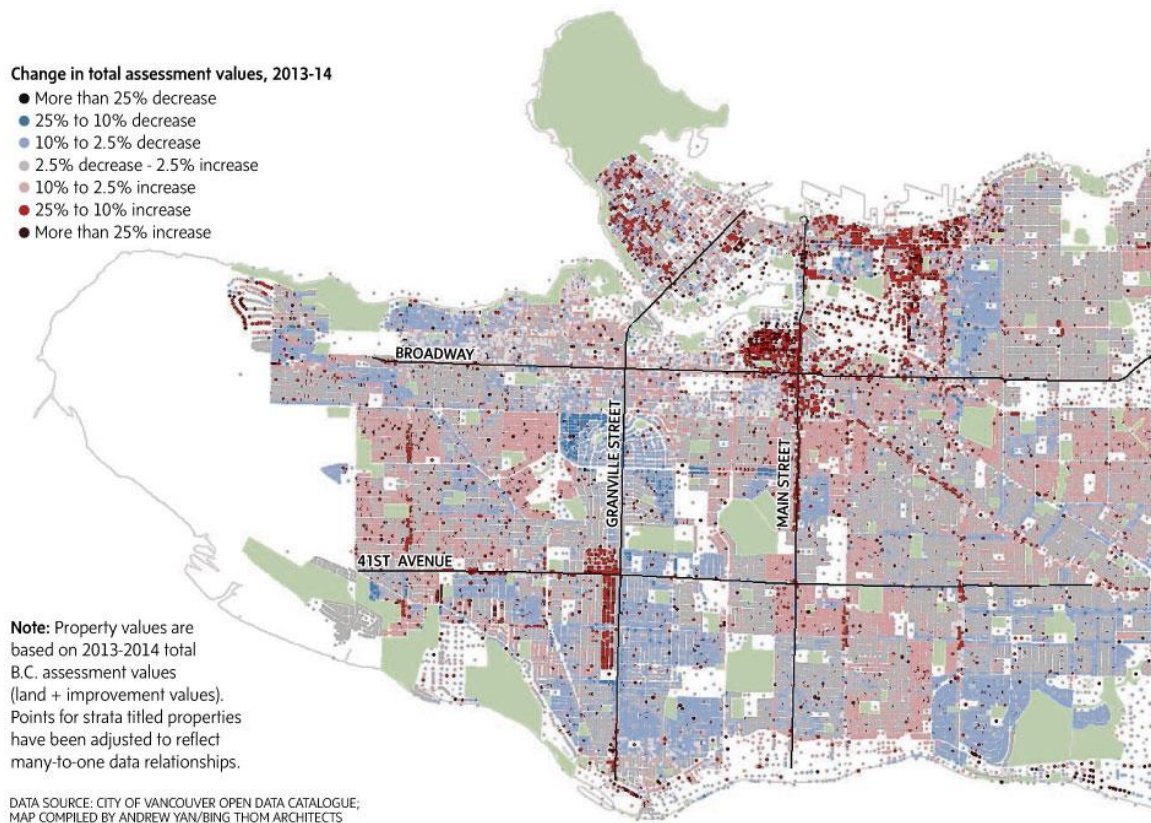 Change in total assessment values, 2013-14
More than 25% decrease
25% to 10% decrease
10% to 2.5% decrease
2.5% decrease - 2.5% increase
10% to 2.5% increase
25% to 10% increase
More than 25% increase
BROADWAY
GRANVILLE STREET
MAIN STREET
41ST AVENUE
Note: Property values are
based on 2013-2014 total
B.C. assessment values
(land + improvement values).
Points for strata titled properties
have been adjusted to reflect
many-to-one data relationships.
DATA SOURCE: CITY OF VANCOUVER OPEN DATA CATALOGUE;
MAP COMPILED BY ANDREW YAN/BING THOM ARCHITECTS